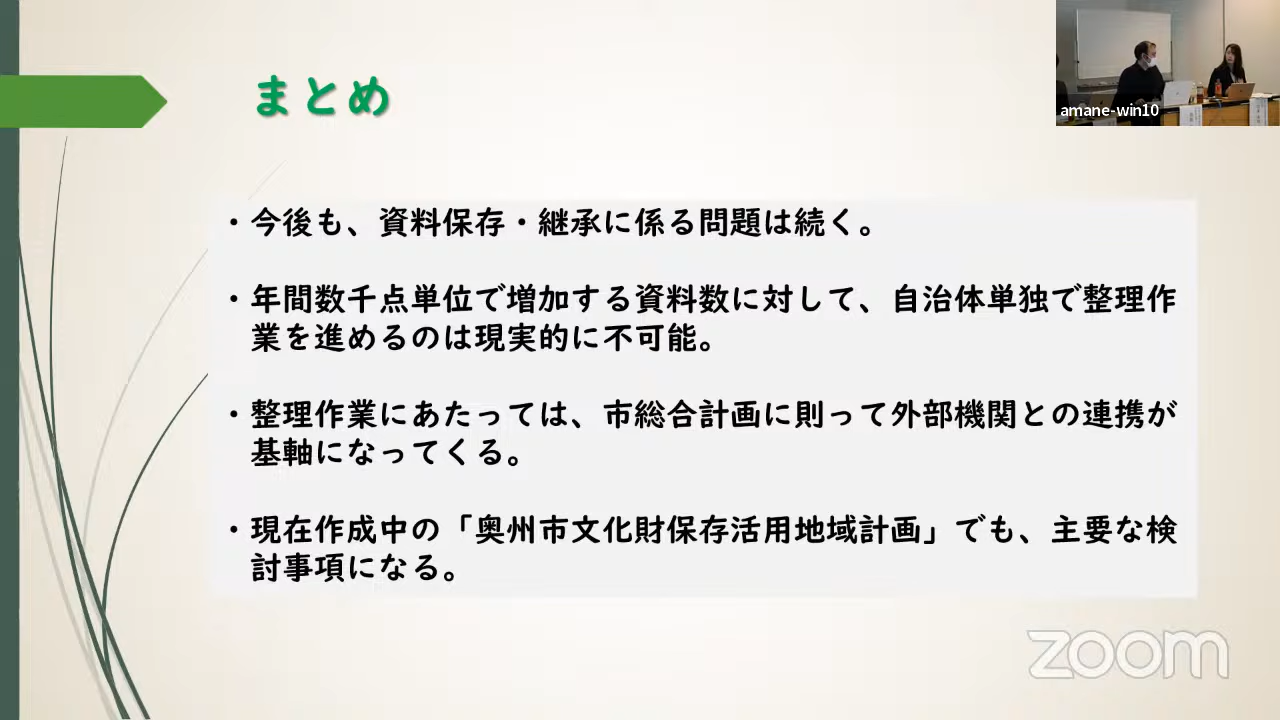 まとめ
amane-win10
・今後も、資料保存・継承に係る問題は続く。
・年間数千点単位で増加する資料数に対して、自治体単独で整理作
業を進めるのは現実的に不可能。
・整理作業にあたっては、市総合計画に則って外部機関との連携が
基軸になってくる。
・現在作成中の「奥州市文化財保存活用地域計画」でも、主要な検
討事項になる。
zoom